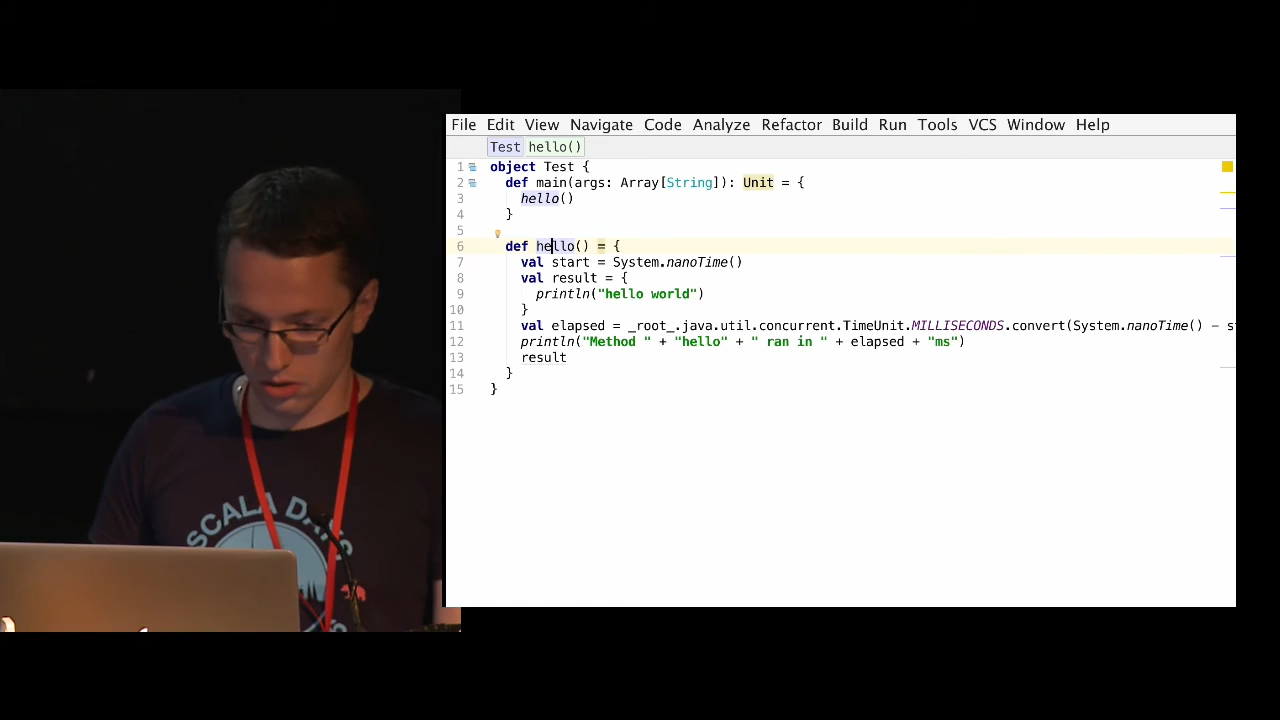 SCALA DAYS
File Edit View Navigate Code Analyze Refactor Build Run Tools VCS Window Help
Test hello()
1 object Test {
2 def main(args: Array[String]): Unit = {
3 hello()
4 }
5
6 def hello() = {
7 val start = System.nanoTime()
8 val result = {
9 println("hello world")
10 }
11 val elapsed = _root_.java.util.concurrent.TimeUnit.MILLISECONDS.convert(System.nanoTime() - st
12 println("Method " + "hello" + " ran in " + elapsed + "ms")
13 result
14 }
15 }